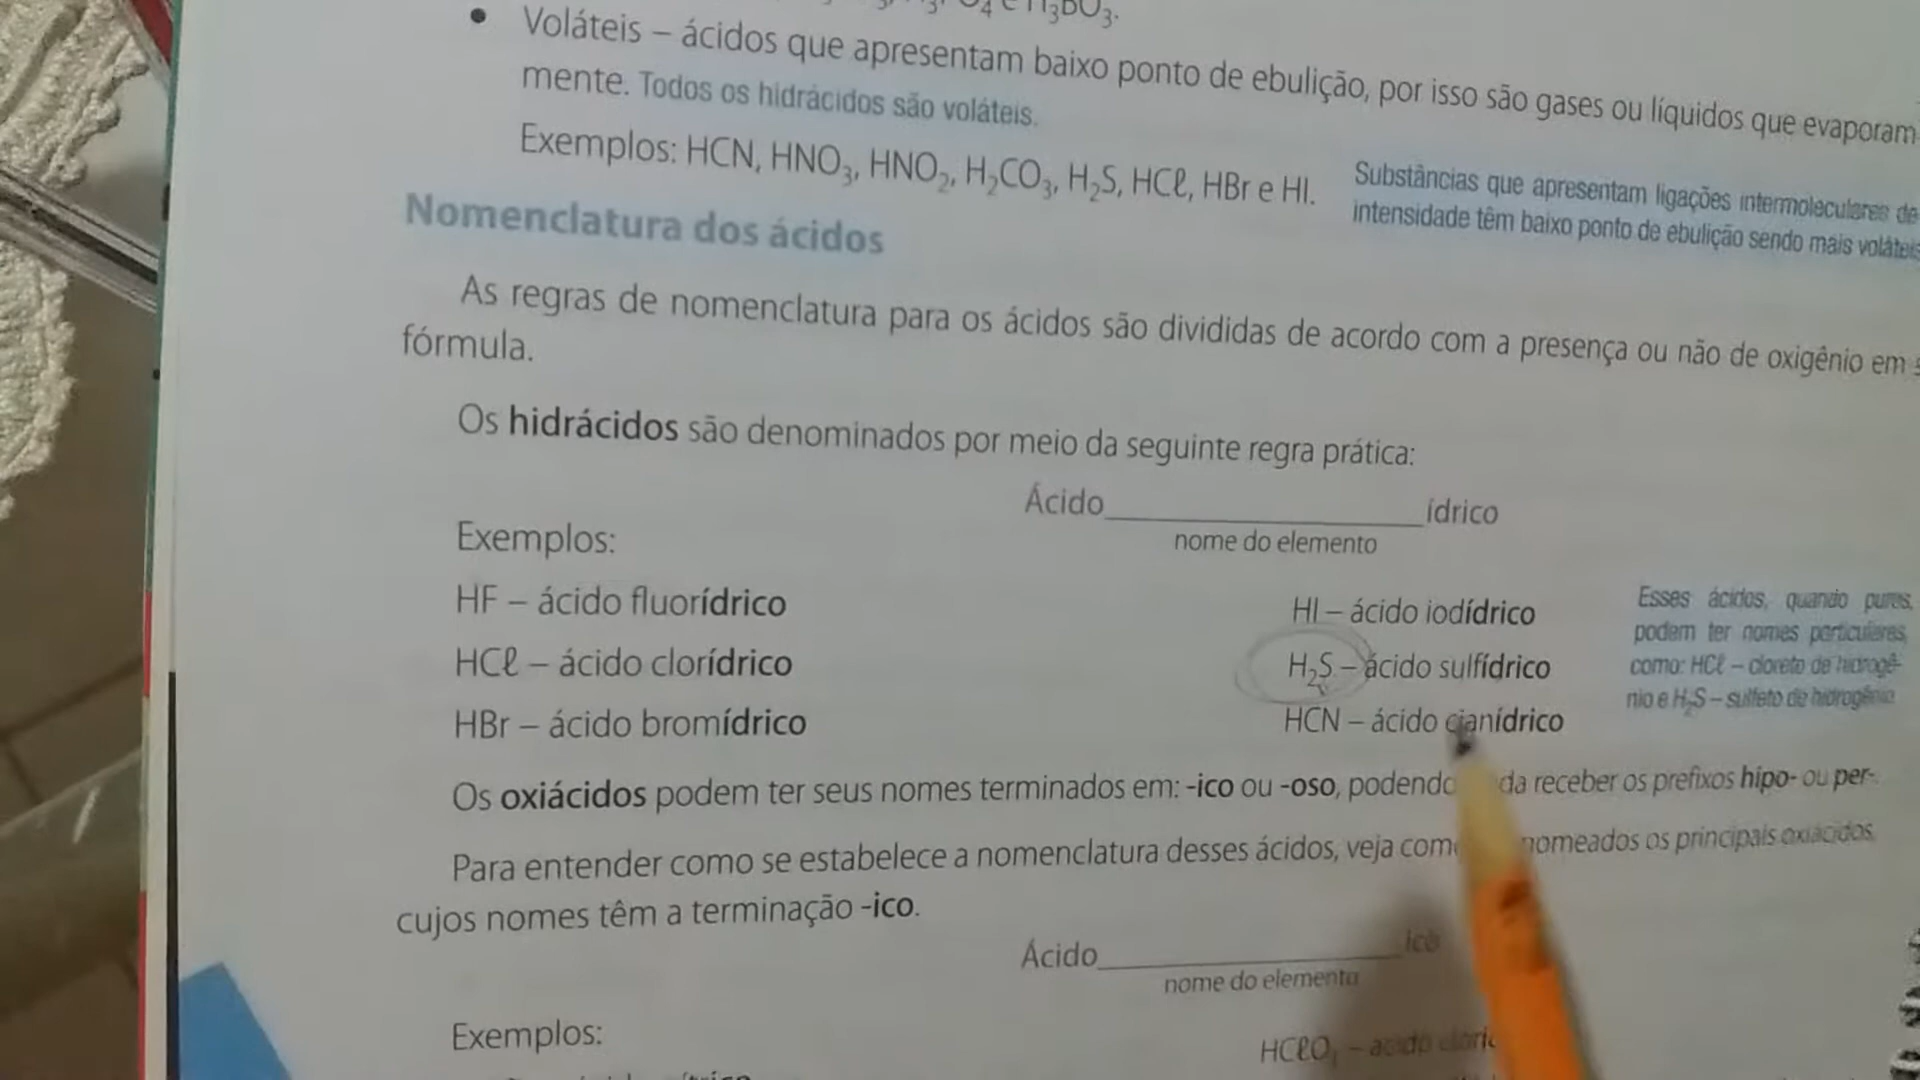 Voláteis – ácidos que apresentam baixo ponto de ebulição, por isso são gases ou líquidos que evaporam
mente. Todos os hidrácidos são voláteis.
Exemplos: HCN, HNO₃, HNO₂, H₂CO₃, H₂S, HCℓ, HBr e HI.
Substâncias que apresentam ligações intermoleculares de
intensidade têm baixo ponto de ebulição sendo mais voláteis
Nomenclatura dos ácidos
As regras de nomenclatura para os ácidos são divididas de acordo com a presença ou não de oxigênio em
fórmula.
Os hidrácidos são denominados por meio da seguinte regra prática:
Ácido____________________ídrico
nome do elemento
Exemplos:
HF – ácido fluorídrico
HCℓ – ácido clorídrico
HBr – ácido bromídrico
HI – ácido iodídrico
H₂S – ácido sulfídrico
HCN – ácido cianídrico
Esses ácidos, quando puros,
podem ter nomes particulares,
como: HCℓ – cloreto de hidrogê-
nio e H₂S – sulfeto de hidrogênio.
Os oxiácidos podem ter seus nomes terminados em: -ico ou -oso, podendo da receber os prefixos hipo- ou per-.
Para entender como se estabelece a nomenclatura desses ácidos, veja com nomeados os principais oxiácidos,
cujos nomes têm a terminação -ico.
Ácido____________________ico
nome do elemento
Exemplos: